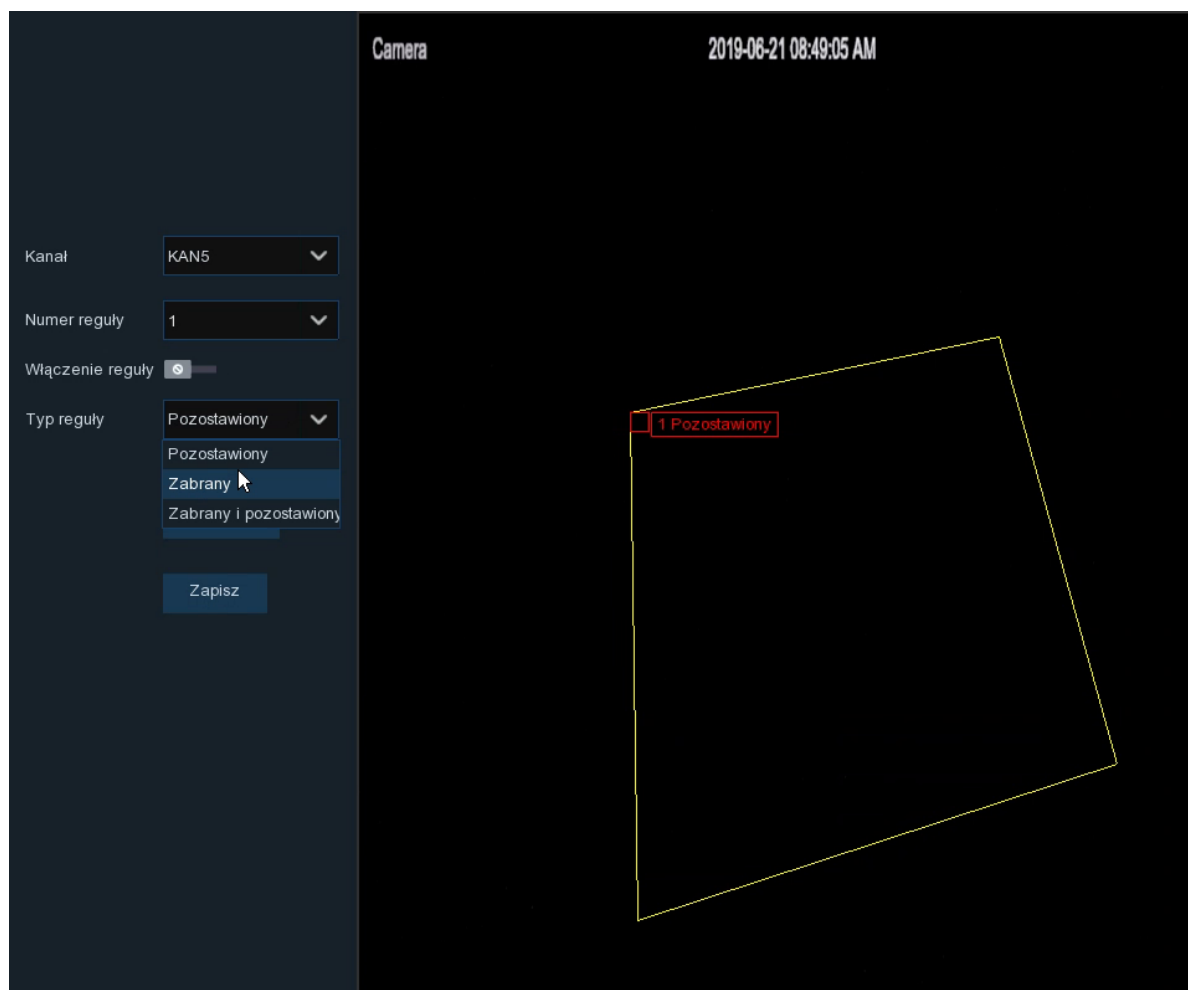 Camera
2019-06-21 08:49:05 AM
Kanał
KAN5
Numer reguły
1
Włączenie reguły
Typ reguły
Pozostawiony
Pozostawiony
Zabrany
Zabrany i pozostawiony
Zapisz
1 Pozostawiony